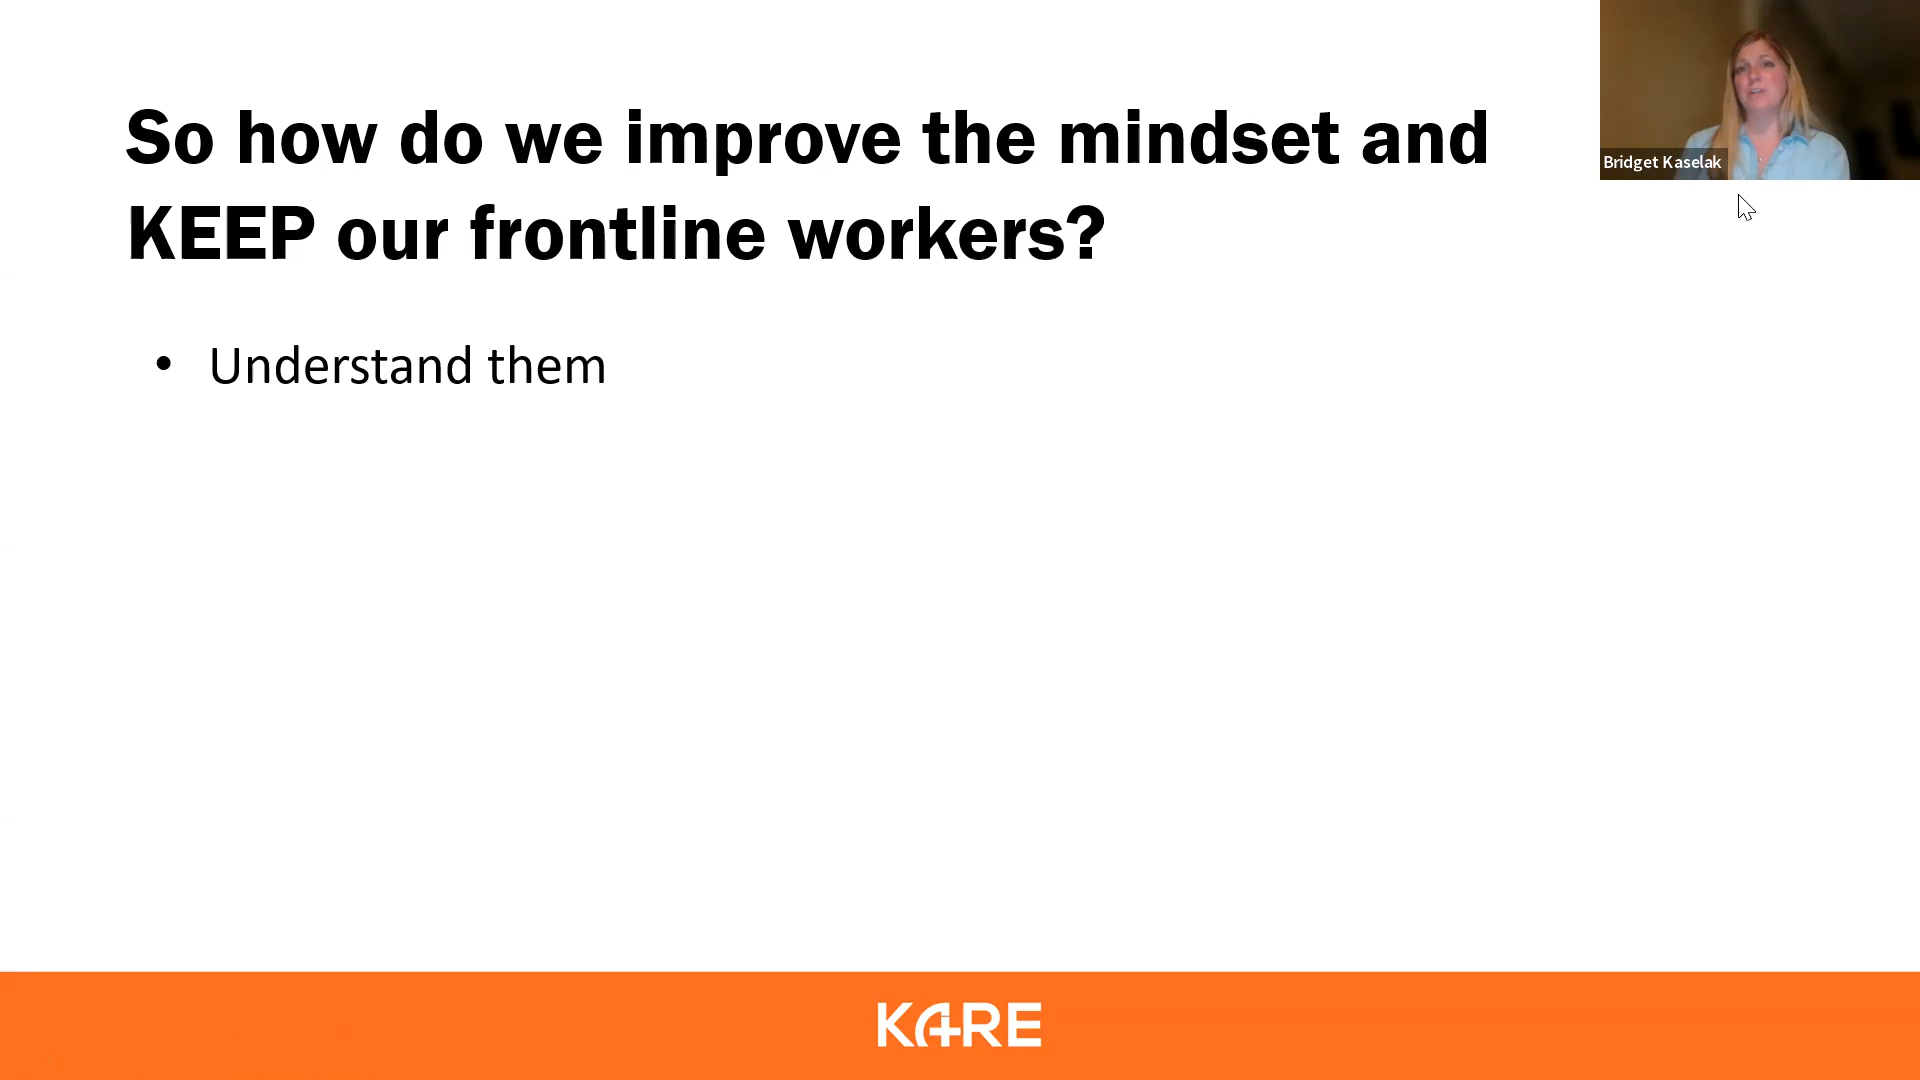 So how do we improve the mindset and
KEEP our frontline workers?
• Understand them
Bridget Kaselak
KARE